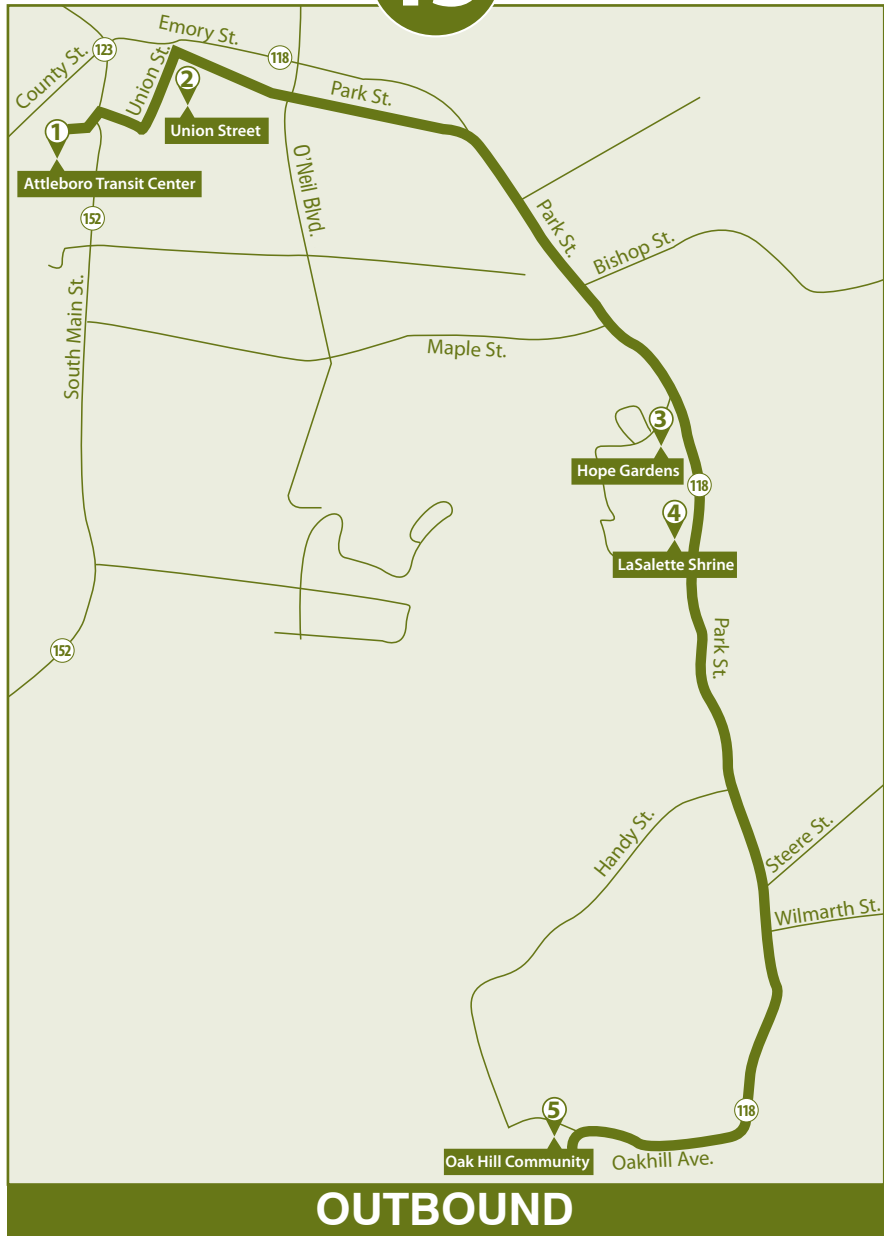 Emory St.
County St.
123
Union St.
118
2
Park St.
1
Union Street
O'Neil Blvd.
Attleboro Transit Center
152
Park St.
Bishop St.
South Main St.
Maple St.
3
Hope Gardens
118
4
LaSalette Shrine
Park St.
152
Handy St.
Steere St.
Wilmarth St.
5
118
Oak Hill Community
Oakhill Ave.
OUTBOUND